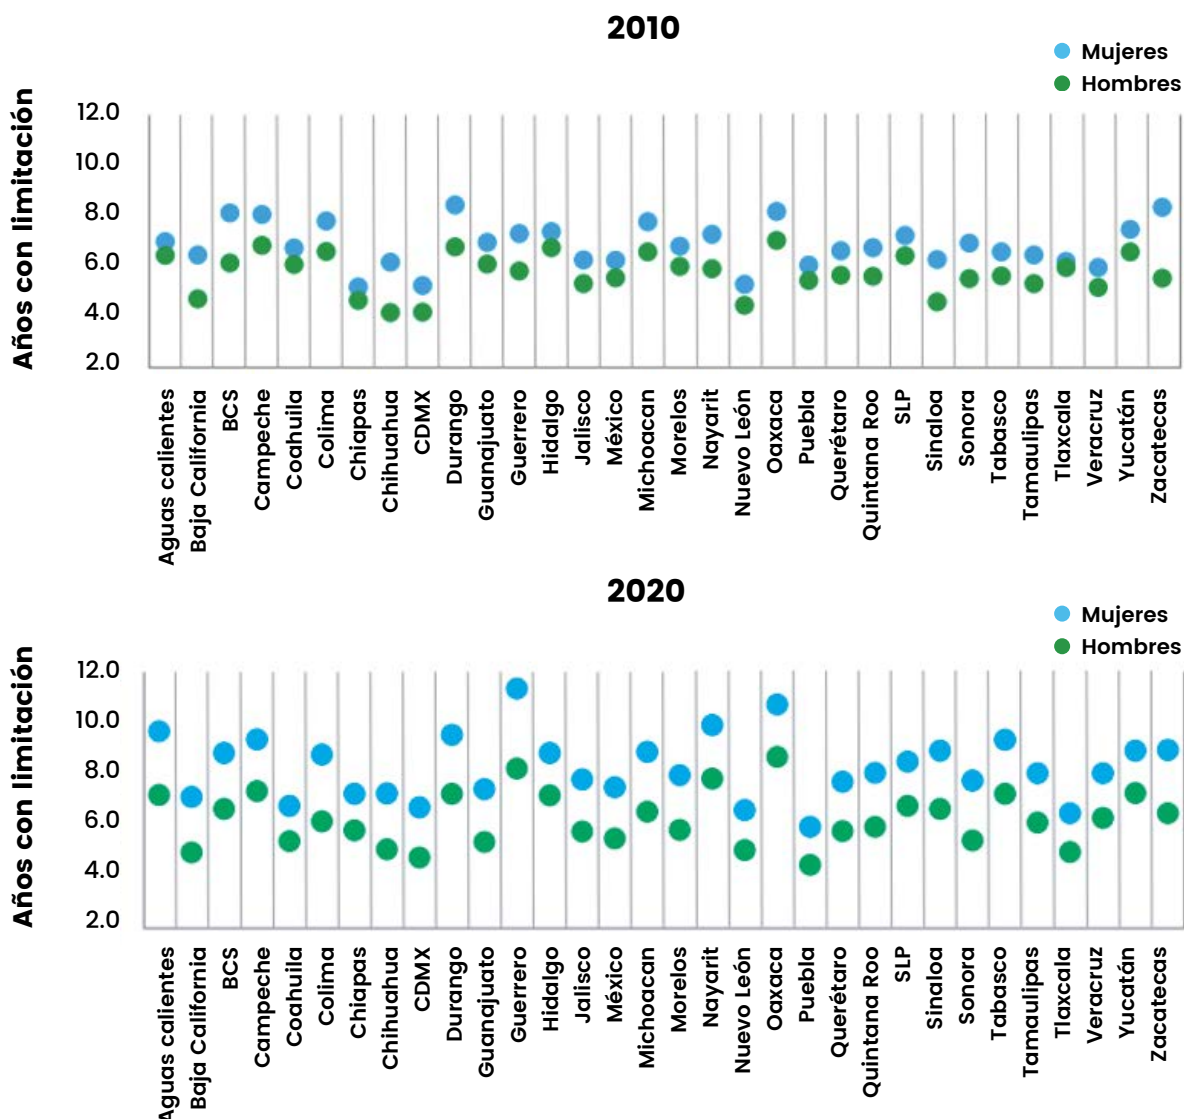 2010
Mujeres
Hombres
Años con limitación
12.0
10.0
8.0
6.0
4.0
2.0
Aguas calientes
Baja California
BCS
Campeche
Coahuila
Colima
Chiapas
Chihuahua
CDMX
Durango
Guanajuato
Guerrero
Hidalgo
Jalisco
México
Michoacan
Morelos
Nayarit
Nuevo León
Oaxaca
Puebla
Querétaro
Quintana Roo
SLP
Sinaloa
Sonora
Tabasco
Tamaulipas
Tlaxcala
Veracruz
Yucatán
Zacatecas
2020
Mujeres
Hombres
Años con limitación
12.0
10.0
8.0
6.0
4.0
2.0
Aguas calientes
Baja California
BCS
Campeche
Coahuila
Colima
Chiapas
Chihuahua
CDMX
Durango
Guanajuato
Guerrero
Hidalgo
Jalisco
México
Michoacan
Morelos
Nayarit
Nuevo León
Oaxaca
Puebla
Querétaro
Quintana Roo
SLP
Sinaloa
Sonora
Tabasco
Tamaulipas
Tlaxcala
Veracruz
Yucatán
Zacatecas